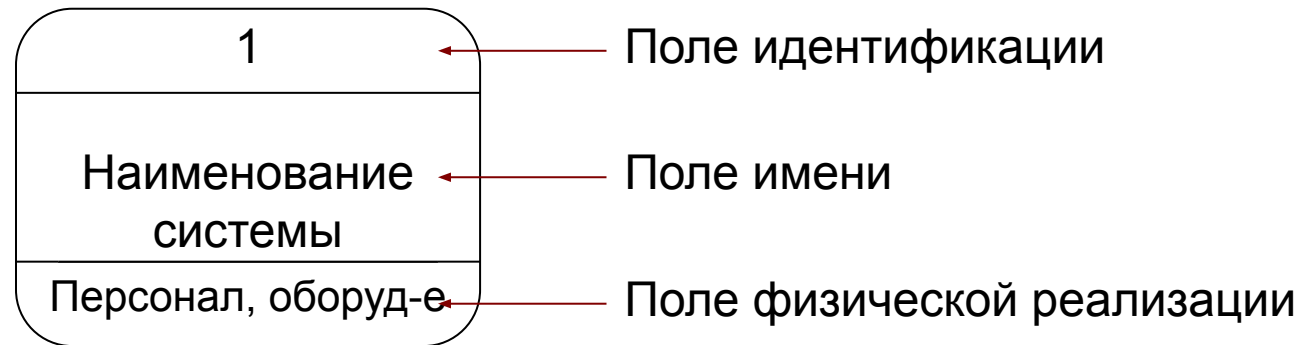 1
Поле идентификации
Наименование
системы
Поле имени
Персонал, оборуд-е
Поле физической реализации